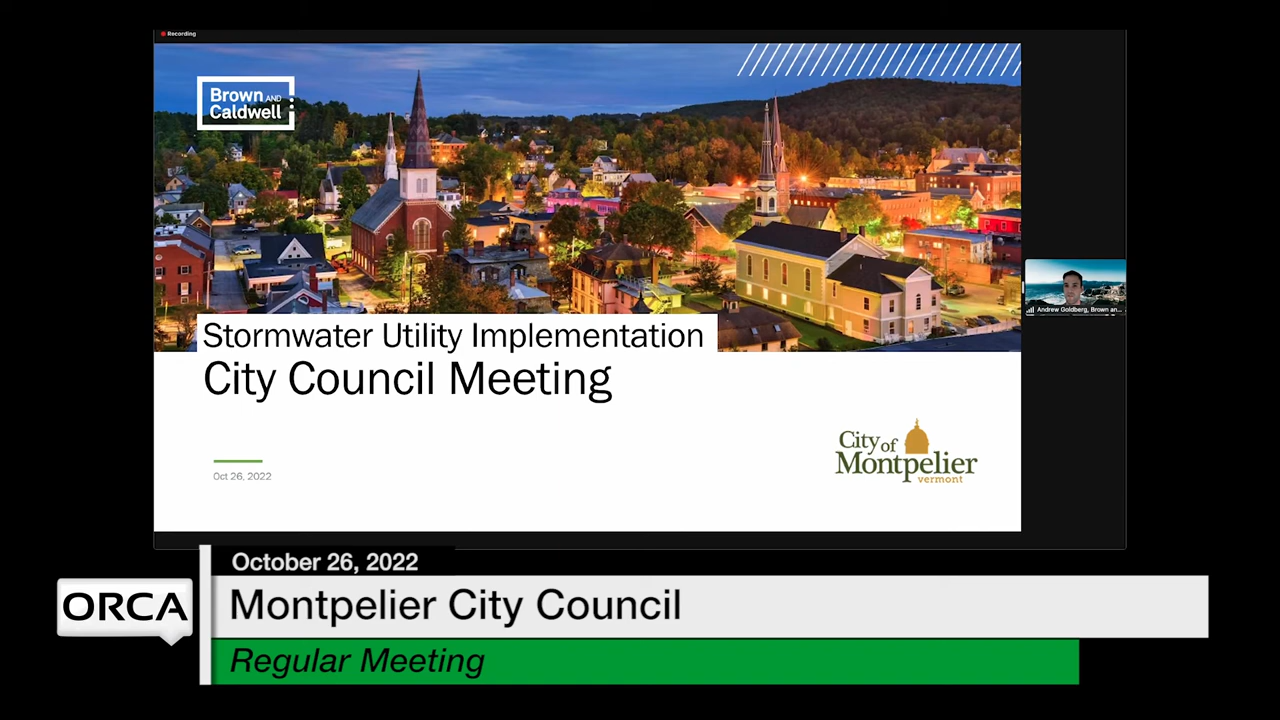 Recording
Brown AND
Caldwell
Stormwater Utility Implementation
City Council Meeting
Oct 26, 2022
City of
Montpelier
vermont
Andrew Goldberg, Brown an...
October 26, 2022
ORCA
Montpelier City Council
Regular Meeting